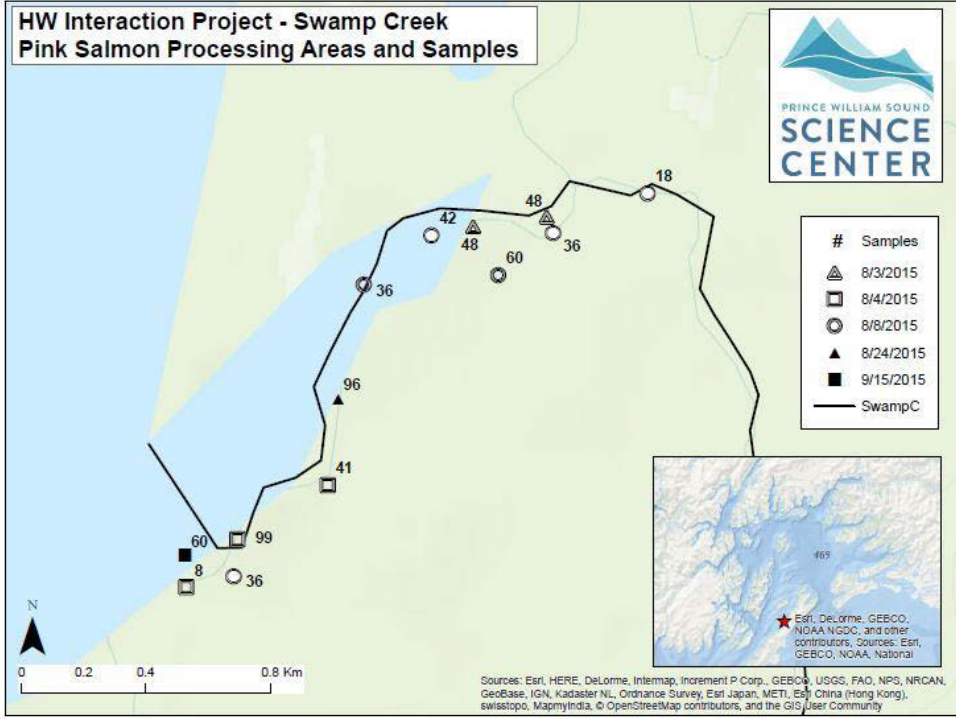 HW Interaction Project - Swamp Creek
Pink Salmon Processing Areas and Samples
PRINCE WILLIAM SOUND
SCIENCE
CENTER
# Samples
8/3/2015
8/4/2015
8/8/2015
8/24/2015
9/15/2015
SwampC
18
48
42
48
36
60
36
96
41
99
60
8
36
469
Esri, DeLorme, GEBCO,
NOAA NGDC, and other
contributors, Sources: Esri,
GEBCO, NOAA, National
N
0 0.2 0.4 0.8 Km
Sources: Esri, HERE, DeLorme, Intermap, increment P Corp., GEBCO, USGS, FAO, NPS, NRCAN,
GeoBase, IGN, Kadaster NL, Ordnance Survey, Esri Japan, METI, Esri China (Hong Kong),
swisstopo, MapmyIndia, © OpenStreetMap contributors, and the GIS User Community